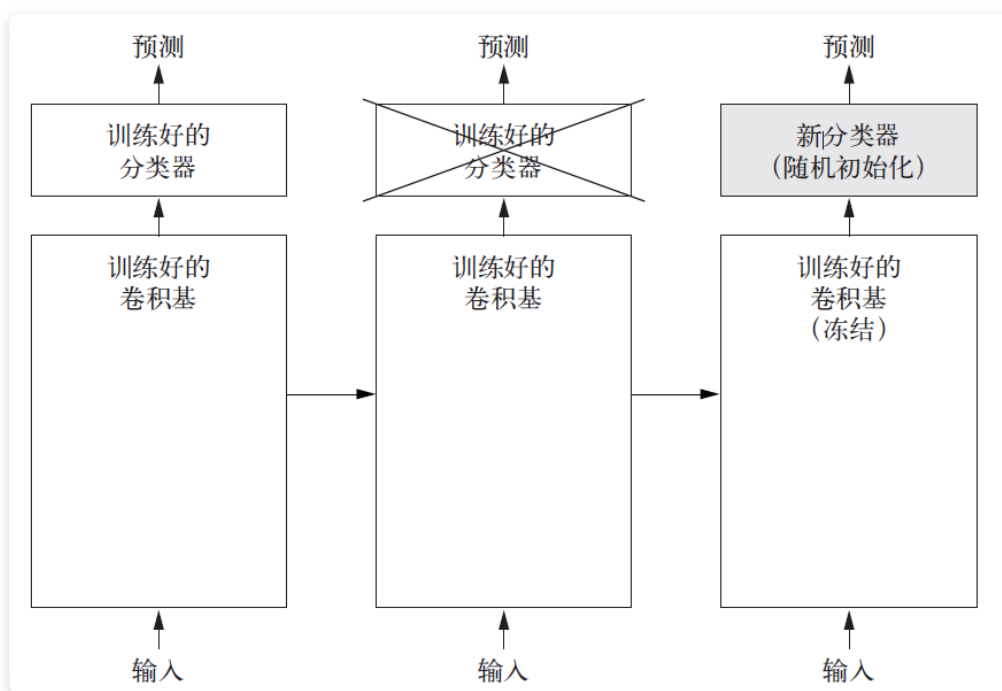 预测
训练好的
分类器
训练好的
卷积基
输入
预测
训练好的
分类器
训练好的
卷积基
输入
预测
新分类器
（随机初始化）
训练好的
卷积基
（冻结）
输入